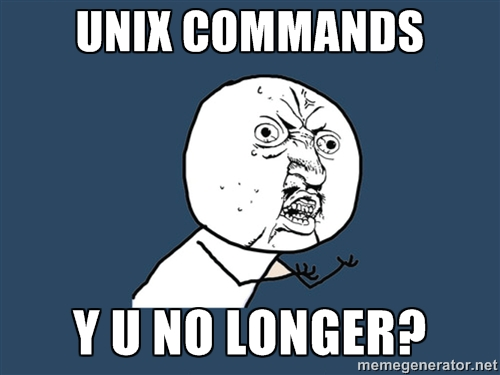 UNIX COMMANDS
Y U NO LONGER?
memegenerator.net